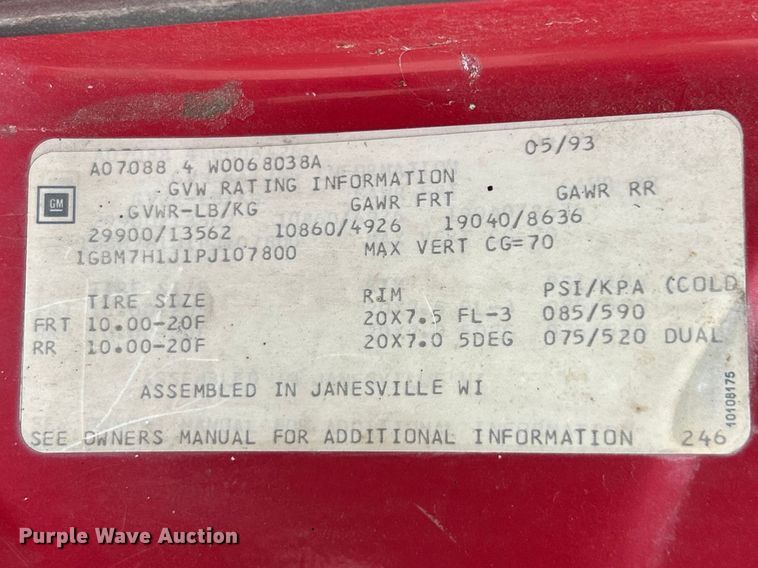 A07088 4 W0068038A 05/93
GM
GVW RATING INFORMATION
GVWR-LB/KG GAWR FRT GAWR RR
29900/13562 10860/4926 19040/8636
1GBM7H1J1PJ107800 MAX VERT CG=70
TIRE SIZE RIM PSI/KPA (COLD
FRT 10.00-20F 20X7.5 FL-3 085/590
RR 10.00-20F 20X7.0 5DEG 075/520 DUAL
ASSEMBLED IN JANESVILLE WI
10108175
SEE OWNERS MANUAL FOR ADDITIONAL INFORMATION 246
Purple Wave Auction